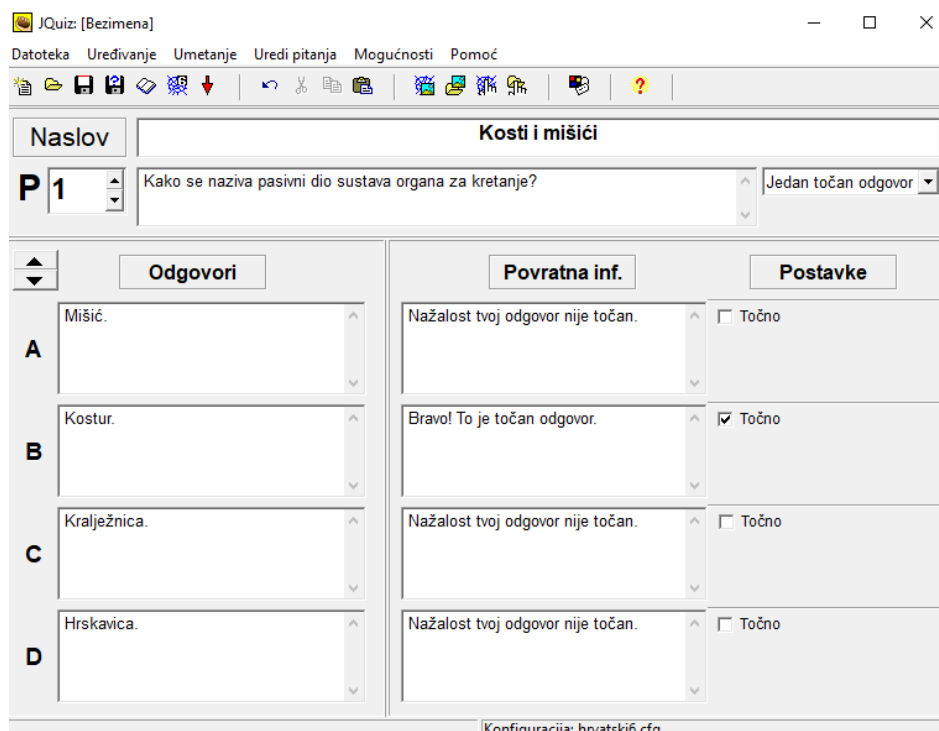 JQuiz: [Bezimena]
Datoteka Uređivanje Umetanje Uredi pitanja Mogućnosti Pomoć
Naslov
Kosti i mišići
P 1
Kako se naziva pasivni dio sustava organa za kretanje?
Jedan točan odgovor
Odgovori
Povratna inf.
Postavke
A
Mišić.
Nažalost tvoj odgovor nije točan.
Točno
B
Kostur.
Bravo! To je točan odgovor.
Točno
C
Kralježnica.
Nažalost tvoj odgovor nije točan.
Točno
D
Hrskavica.
Nažalost tvoj odgovor nije točan.
Točno
Konfiguracija: hrvatski6.cfg